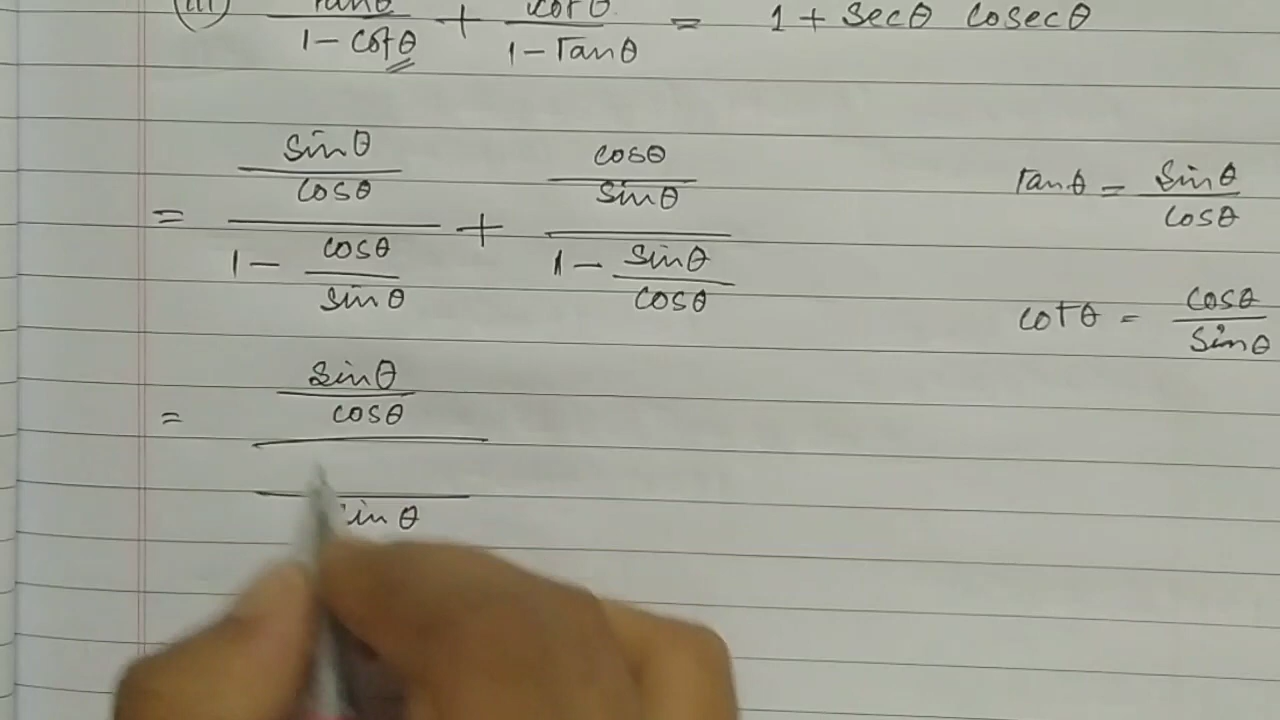 (iii) Tanθ / 1 - Cotθ + Cotθ / 1 - Tanθ = 1 + Secθ Cosecθ
= (Sinθ / Cosθ) / (1 - Cosθ / Sinθ) + (Cosθ / Sinθ) / (1 - Sinθ / Cosθ)
Tanθ = Sinθ / Cosθ
Cotθ = Cosθ / Sinθ
= (Sinθ / Cosθ) / ( / Sinθ)